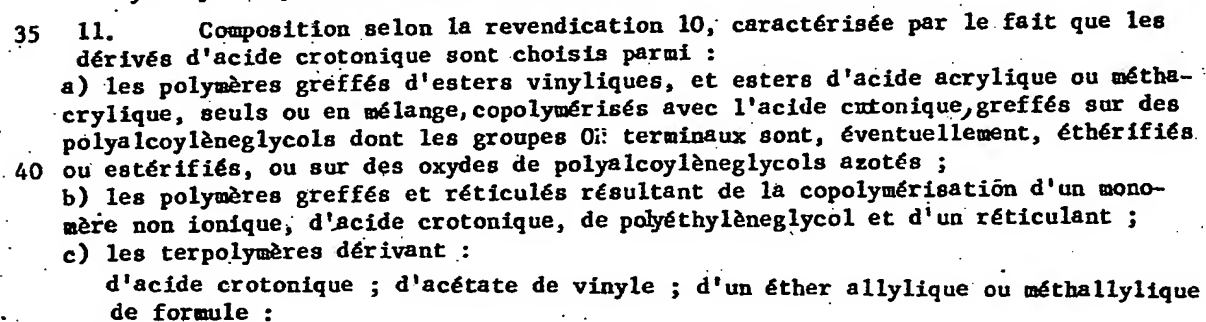 35 11. Composition selon la revendication 10, caractérisée par le fait que les
dérivés d'acide crotonique sont choisis parmi :
a) les polymères greffés d'esters vinyliques, et esters d'acide acrylique ou métha-
crylique, seuls ou en mélange, copolymérisés avec l'acide cxtonique, greffés sur des
polyalcoylèneglycols dont les groupes OH terminaux sont, éventuellement, éthérifiés
40 ou estérifiés, ou sur des oxydes de polyalcoylèneglycols azotés ;
b) les polymères greffés et réticulés résultant de la copolymérisation d'un mono-
mère non ionique, d'acide crotonique, de polyéthylèneglycol et d'un réticulant ;
c) les terpolymères dérivant :
d'acide crotonique ; d'acétate de vinyle ; d'un éther allylique ou méthallylique
de formule :